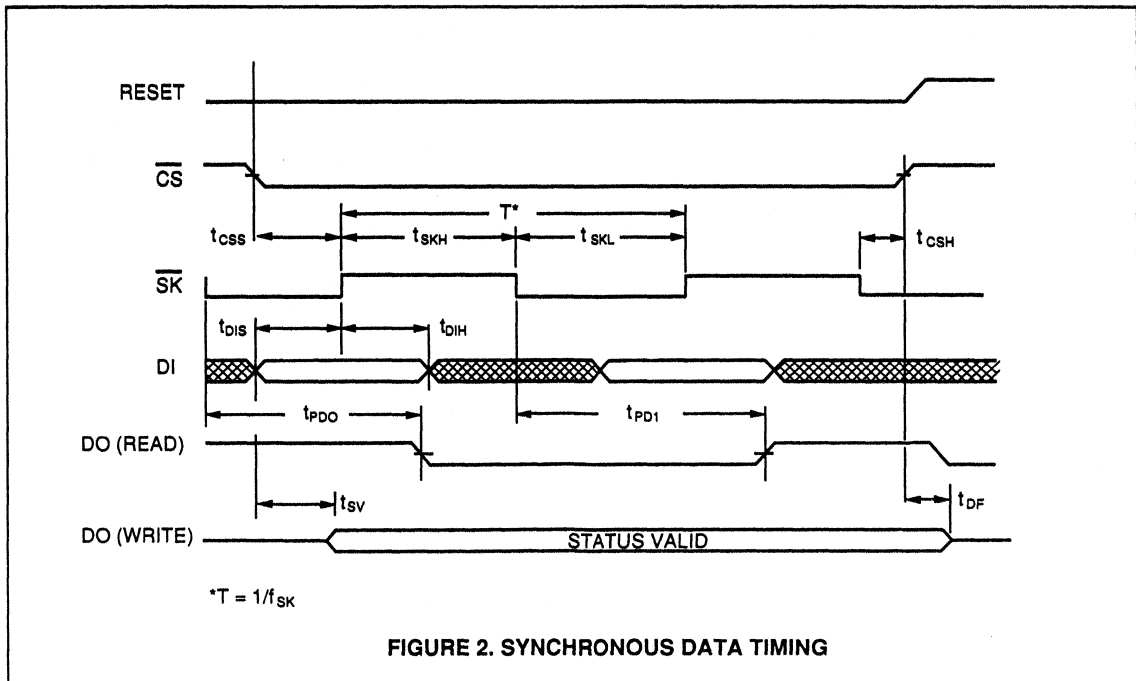 RESET
CS
T*
tCSS
tSKH
tSKL
tCSH
SK
tDIS
tDIH
DI
tPD0
tPD1
DO (READ)
tSV
tDF
DO (WRITE)
STATUS VALID
*T = 1/fSK
FIGURE 2. SYNCHRONOUS DATA TIMING